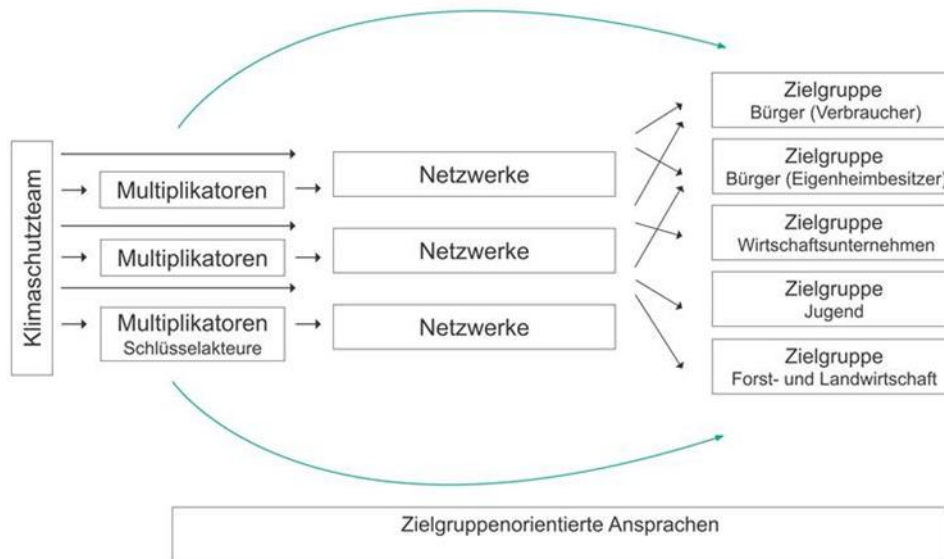 Klimaschutzteam
Multiplikatoren
Multiplikatoren
Multiplikatoren
Schlüsselakteure
Netzwerke
Netzwerke
Netzwerke
Zielgruppe
Bürger (Verbraucher)
Zielgruppe
Bürger (Eigenheimbesitzer)
Zielgruppe
Wirtschaftsunternehmen
Zielgruppe
Jugend
Zielgruppe
Forst- und Landwirtschaft
Zielgruppenorientierte Ansprachen